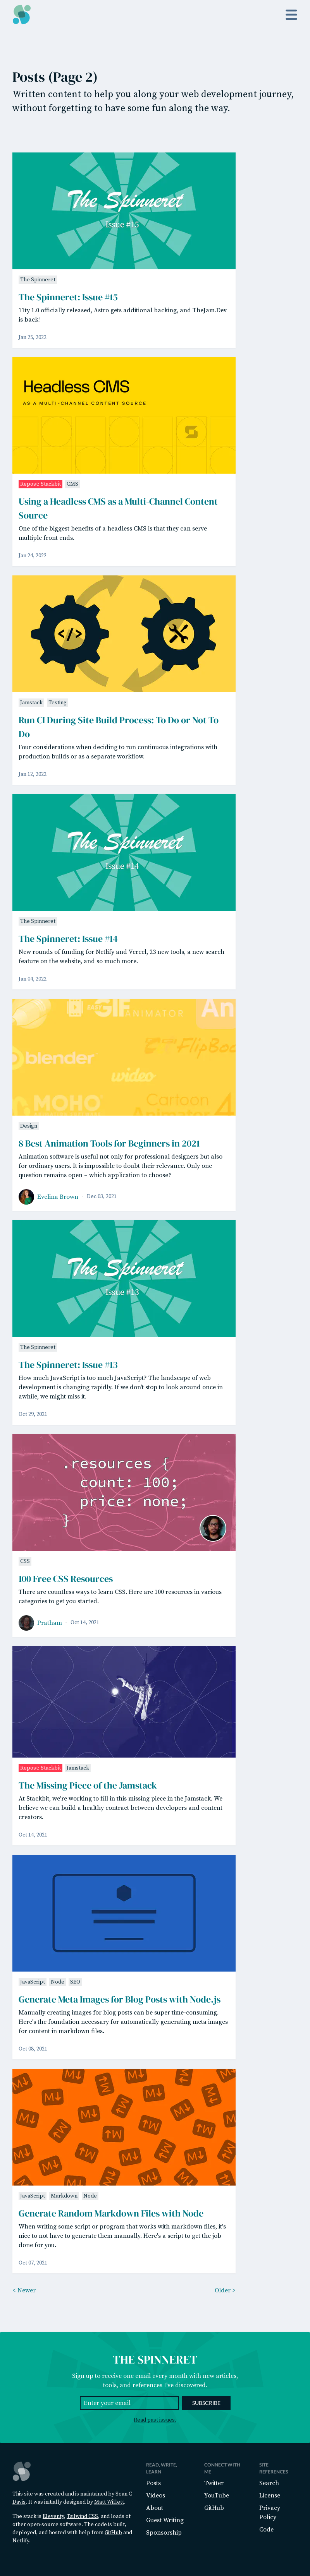 Posts (Page 2)
Written content to help you along your web development journey,
without forgetting to have some fun along the way.
The Spinneret
Issue #15
The Spinneret
The Spinneret: Issue #15
11ty 1.0 officially released, Astro gets additional backing, and TheJam.Dev
is back!
Jan 25, 2022
Headless CMS
AS A MULTI-CHANNEL CONTENT SOURCE
Repost: Stackbit CMS
Using a Headless CMS as a Multi-Channel Content
Source
One of the biggest benefits of a headless CMS is that they can serve
multiple front ends.
Jan 24, 2022
Jamstack Testing
Run CI During Site Build Process: To Do or Not To
Do
Four considerations when deciding to run continuous integrations with
production builds or as a separate workflow.
Jan 12, 2022
The Spinneret
Issue #14
The Spinneret
The Spinneret: Issue #14
New rounds of funding for Netlify and Vercel, 23 new tools, a new search
feature on the website, and so much more.
Jan 04, 2022
GIF
NIMATOR
An
blender
FlipBoo
wideo
MOHO
Cartoon
Animator 4
Design
8 Best Animation Tools for Beginners in 2021
Animation software is useful not only for professional designers but also
for ordinary users. It is impossible to doubt their relevance. Only one
question remains open – which application to choose?
Evelina Brown Dec 03, 2021
The Spinneret
Issue #13
The Spinneret
The Spinneret: Issue #13
How much JavaScript is too much JavaScript? The landscape of web
development is changing rapidly. If we don't stop to look around once in
awhile, we might miss it.
Oct 29, 2021
.resources {
count: 100;
price: none;
}
CSS
100 Free CSS Resources
There are countless ways to learn CSS. Here are 100 resources in various
categories to get you started.
Pratham Oct 14, 2021
Repost: Stackbit Jamstack
The Missing Piece of the Jamstack
At Stackbit, we're working to fill in this missing piece in the Jamstack. We
believe we can build a healthy contract between developers and content
creators.
Oct 14, 2021
JavaScript Node SEO
Generate Meta Images for Blog Posts with Node.js
Manually creating images for blog posts can be super time-consuming.
Here's the foundation necessary for automatically generating meta images
for content in markdown files.
Oct 08, 2021
JavaScript Markdown Node
Generate Random Markdown Files with Node
When writing some script or program that works with markdown files, it's
nice to not have to generate them manually. Here's a script to get the job
done for you.
Oct 07, 2021
< Newer Older >
THE SPINNERET
Sign up to receive one email every month with new articles,
tools, and references I've discovered.
Enter your email SUBSCRIBE
Read past issues.
This site was created and is maintained by Sean C
Davis. It was initially designed by Matt Willett.
The stack is Eleventy, Tailwind CSS, and loads of
other open-source software. The code is built,
deployed, and hosted with help from GitHub and
Netlify.
READ, WRITE,
LEARN
Posts
Videos
About
Guest Writing
Sponsorship
CONNECT WITH
ME
Twitter
YouTube
GitHub
SITE
REFERENCES
Search
License
Privacy
Policy
Code